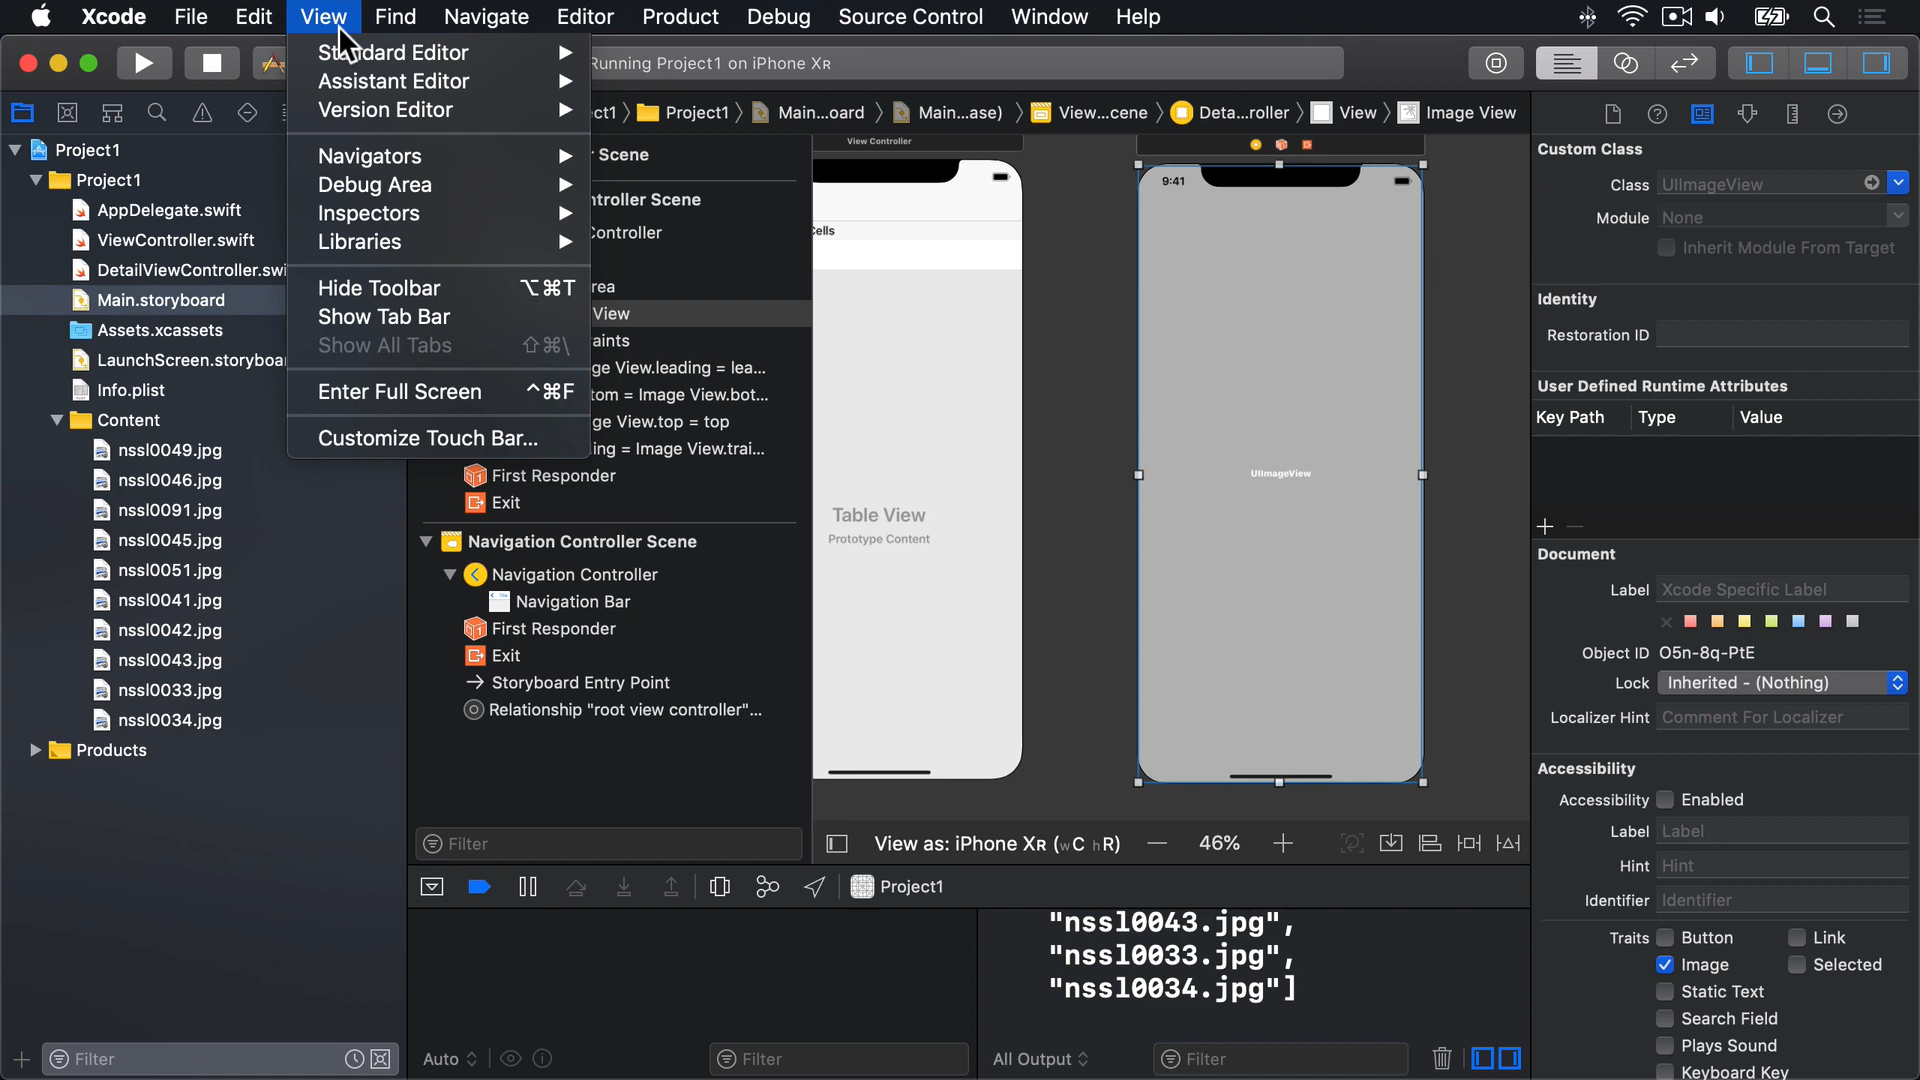 Xcode File Edit View Find Navigate Editor Product Debug Source Control Window Help
Running Project1 on iPhone XR
Project1
Project1
AppDelegate.swift
ViewController.swift
DetailViewController.swi
Main.storyboard
Assets.xcassets
LaunchScreen.storyboar
Info.plist
Content
nssl0049.jpg
nssl0046.jpg
nssl0091.jpg
nssl0045.jpg
nssl0051.jpg
nssl0041.jpg
nssl0042.jpg
nssl0043.jpg
nssl0033.jpg
nssl0034.jpg
Products
Filter
Standard Editor
Assistant Editor
Version Editor
Navigators
Debug Area
Inspectors
Libraries
Hide Toolbar ⌥⌘T
Show Tab Bar
Show All Tabs ⇧⌘\
Enter Full Screen ^⌘F
Customize Touch Bar...
ct1 Project1 Main...oard Main...ase) View...cene Deta...roller View Image View
r Scene
ntroller Scene
Controller
rea
View
aints
ge View.leading = lea...
tom = Image View.bot...
ge View.top = top
ing = Image View.trai...
First Responder
Exit
Navigation Controller Scene
Navigation Controller
Navigation Bar
First Responder
Exit
Storyboard Entry Point
Relationship "root view controller"...
Filter
View Controller
Cells
Table View
Prototype Content
9:41
UIImageView
View as: iPhone XR (wC hR) 46%
Project1
"nssl0043.jpg",
"nssl0033.jpg",
"nssl0034.jpg"]
Auto
Filter
All Output
Filter
Custom Class
Class UIImageView
Module None
Inherit Module From Target
Identity
Restoration ID
User Defined Runtime Attributes
Key Path Type Value
Document
Label Xcode Specific Label
Object ID O5n-8q-PtE
Lock Inherited - (Nothing)
Localizer Hint Comment For Localizer
Accessibility
Accessibility Enabled
Label Label
Hint Hint
Identifier Identifier
Traits Button Link
Image Selected
Static Text
Search Field
Plays Sound
Keyboard Key